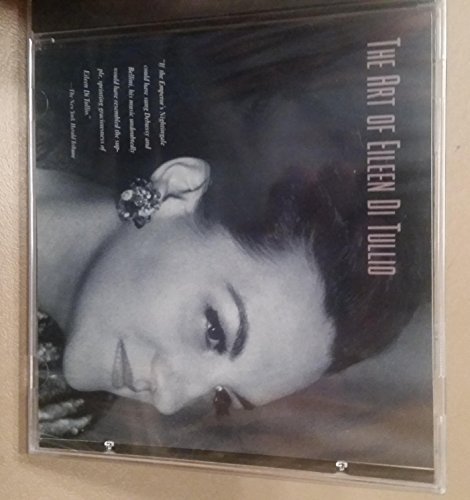 THE ART OF EILEEN DI TULLIO
"If the Emperor's Nightingale
could have sung Debussy and
Bellini, his music undoubtedly
would have resembled the sup-
ple, sprinting graciousness of
Eileen Di Tullio."
- The New York Herald Tribune